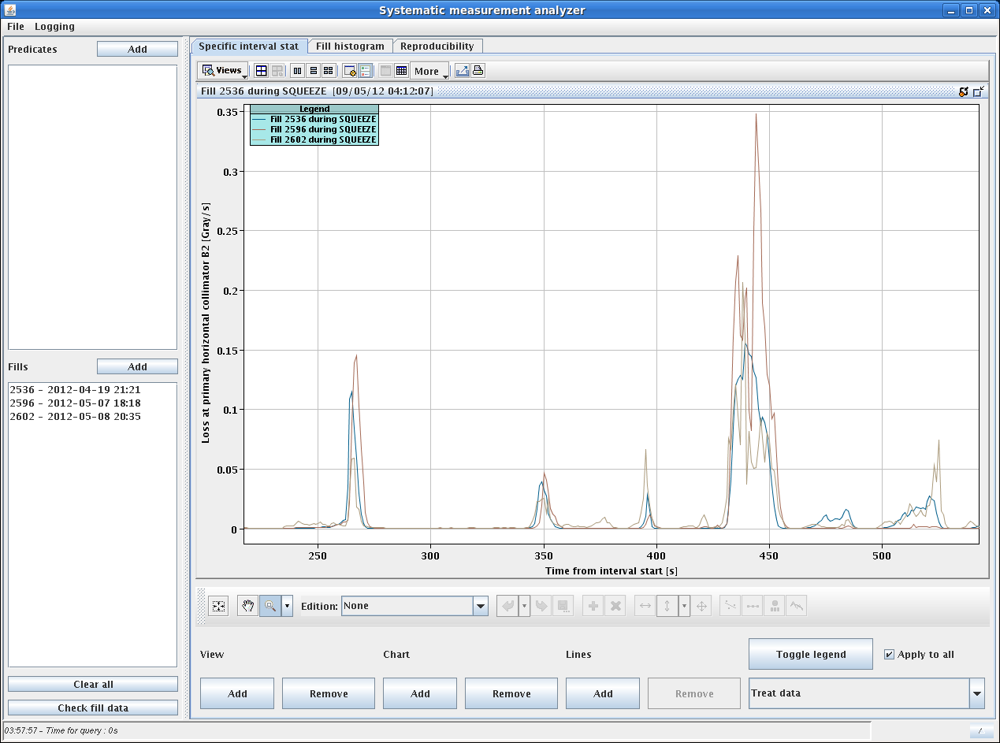 Systematic measurement analyzer
File Logging
Predicates Add
Fills Add
2536 - 2012-04-19 21:21
2596 - 2012-05-07 18:18
2602 - 2012-05-08 20:35
Clear all
Check fill data
Specific interval stat Fill histogram Reproducibility
Views More
Fill 2536 during SQUEEZE [09/05/12 04:12:07]
Legend
Fill 2536 during SQUEEZE
Fill 2596 during SQUEEZE
Fill 2602 during SQUEEZE
Loss at primary horizontal collimator B2 [Gray/s]
0.35
0.3
0.25
0.2
0.15
0.1
0.05
0
250 300 350 400 450 500
Time from interval start [s]
Edition: None
View Chart Lines Toggle legend Apply to all
Add Remove Add Remove Add Remove Treat data
03:57:57 - Time for query : 0s